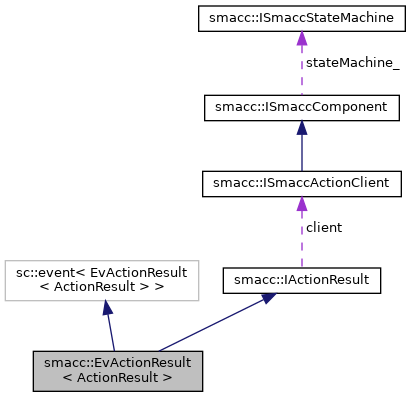 smacc::ISmaccStateMachine
stateMachine_
smacc::ISmaccComponent
smacc::ISmaccActionClient
client
sc::event< EvActionResult
< ActionResult > >
smacc::IActionResult
smacc::EvActionResult
< ActionResult >